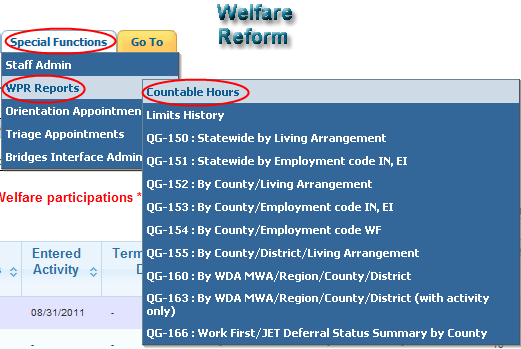 Welfare
Reform
Special Functions
Go To
Staff Admin
WPR Reports
Orientation Appointmen
Triage Appointments
Bridges Interface Admin
Countable Hours
Limits History
QG-150 : Statewide by Living Arrangement
QG-151 : Statewide by Employment code IN, EI
QG-152 : By County/Living Arrangement
QG-153 : By County/Employment code IN, EI
QG-154 : By County/Employment code WF
QG-155 : By County/District/Living Arrangement
QG-160 : By WDA MWA/Region/County/District
QG-163 : By WDA MWA/Region/County/District (with activity
only)
QG-166 : Work First/JET Deferral Status Summary by County
Welfare participations *
Entered
Activity
Term
D
08/31/2011
-
-
-